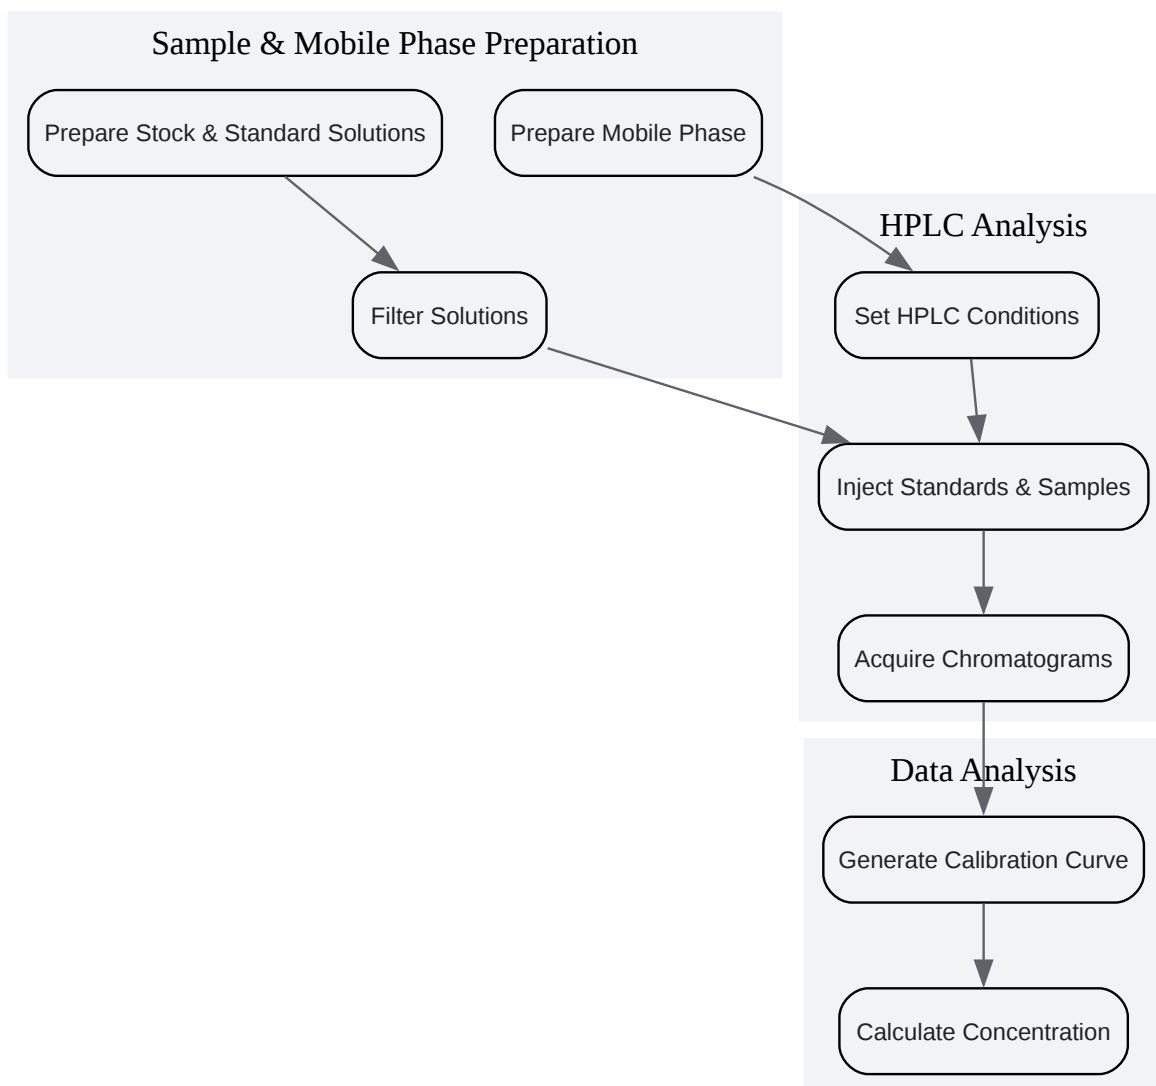 Sample & Mobile Phase Preparation
Prepare Stock & Standard Solutions
Prepare Mobile Phase
HPLC Analysis
Filter Solutions
Set HPLC Conditions
Inject Standards & Samples
Acquire Chromatograms
Data Analysis
Generate Calibration Curve
Calculate Concentration